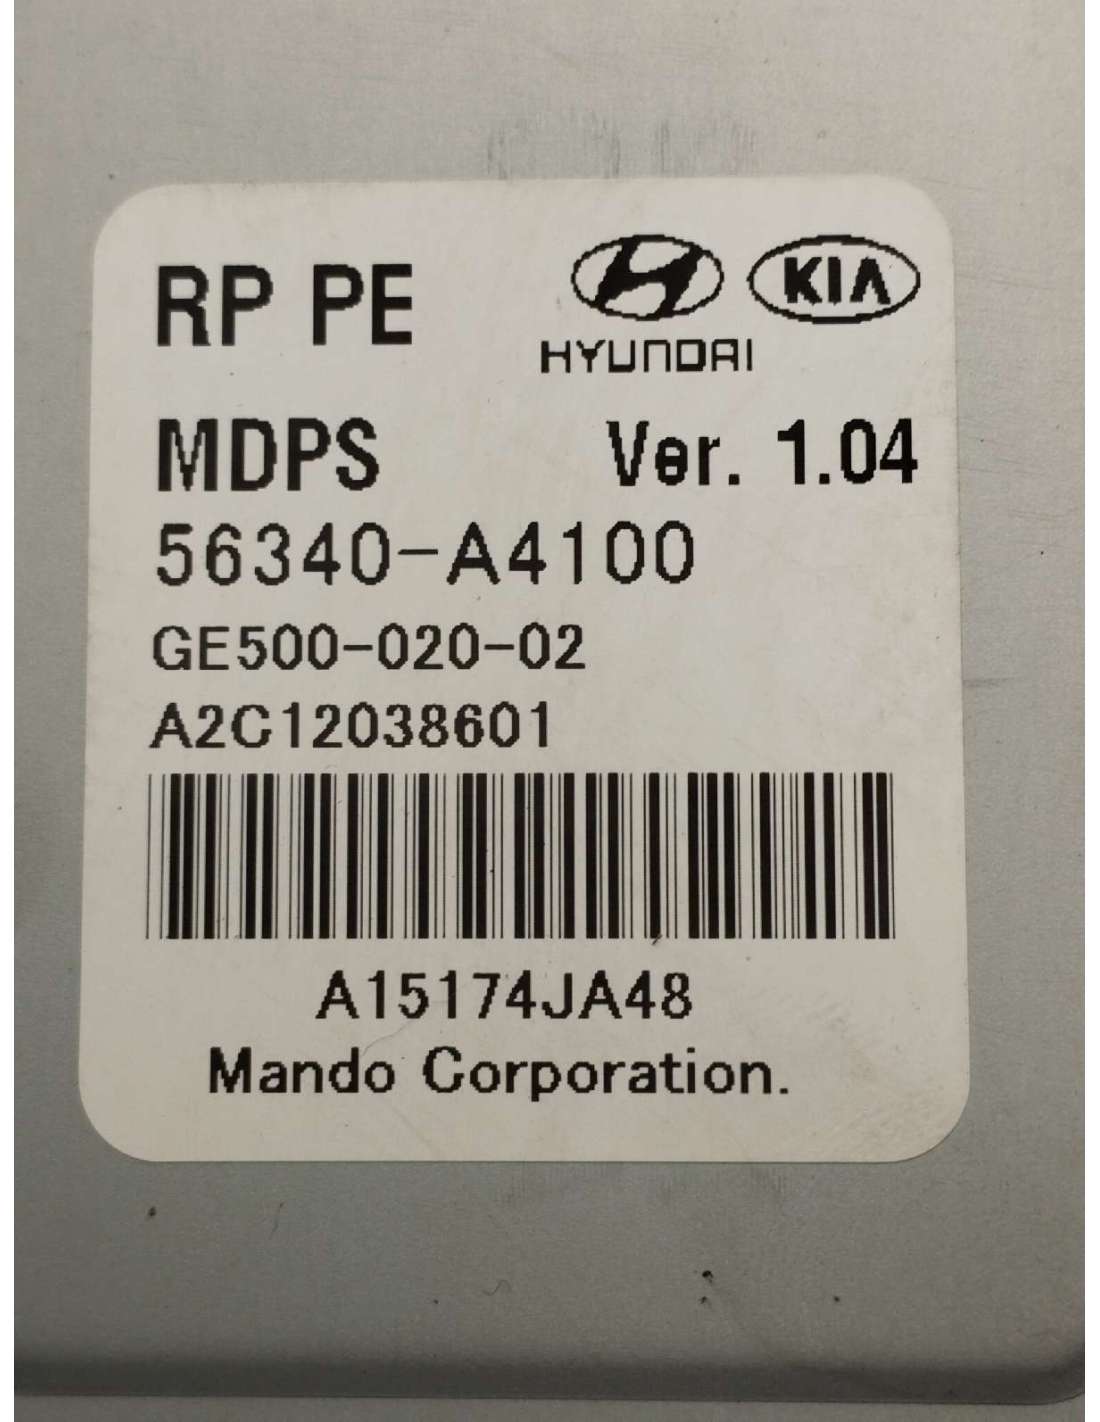 RP PE
HYUNDAI
KIA
MDPS Ver. 1.04
56340-A4100
GE500-020-02
A2C12038601
A15174JA48
Mando Corporation.